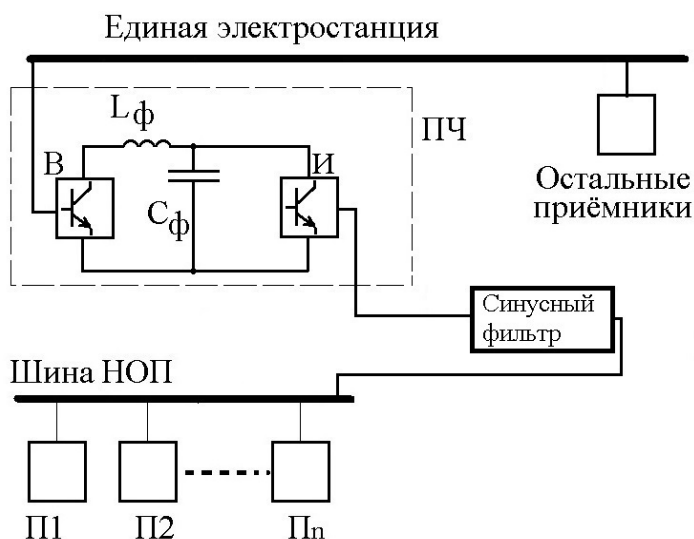 Единая электростанция
Lф
ПЧ
В
И
Cф
Остальные
приёмники
Синусный
фильтр
Шина НОП
П1
П2
Пn